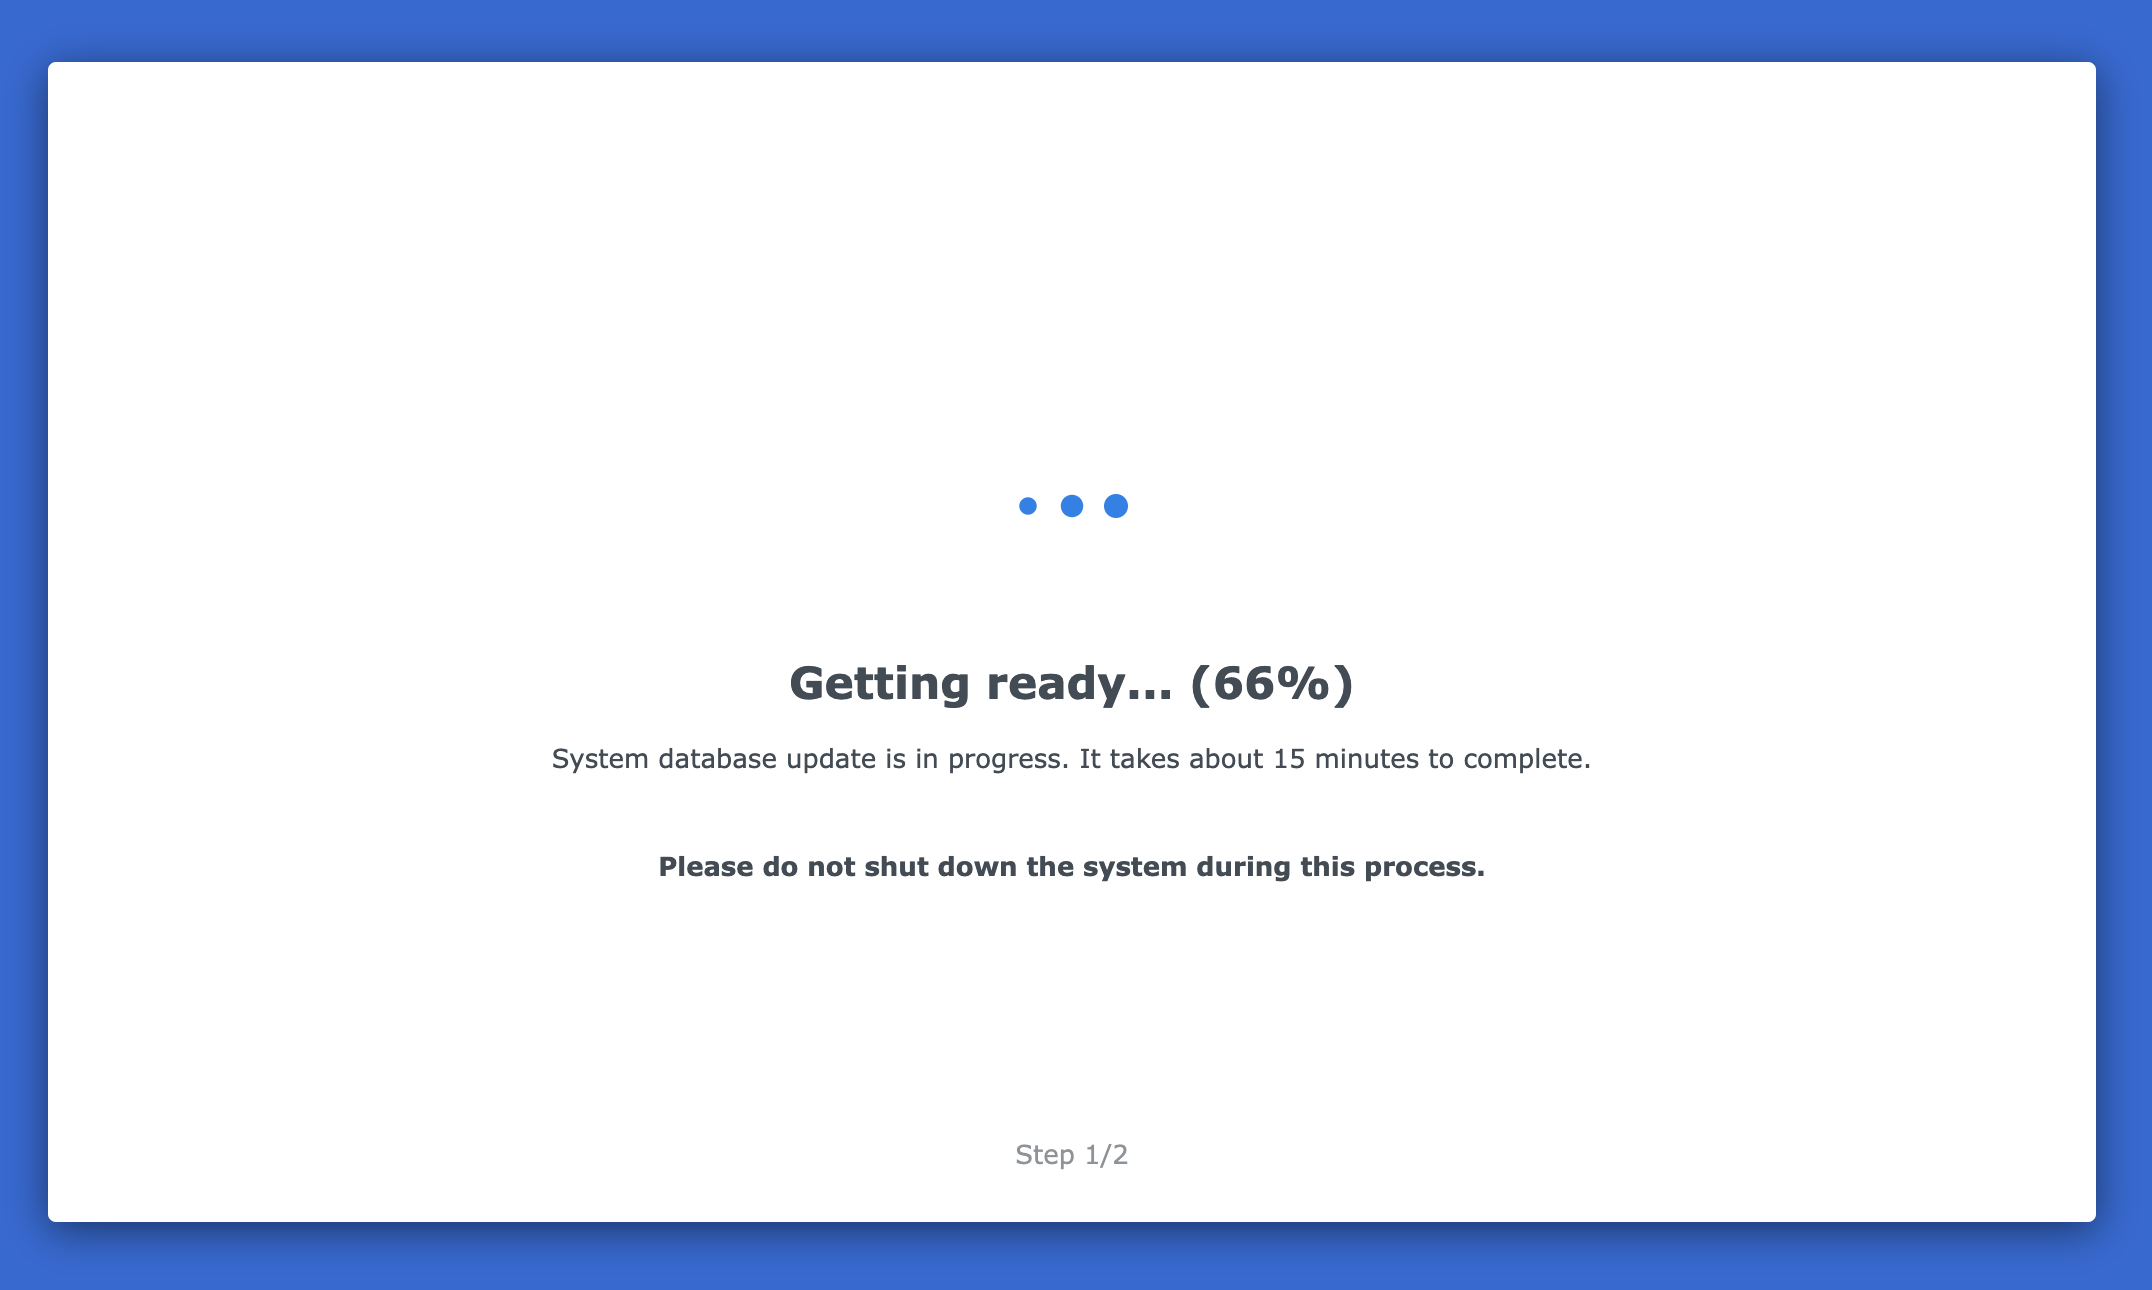 Getting ready... (66%)
System database update is in progress. It takes about 15 minutes to complete.
Please do not shut down the system during this process.
Step 1/2